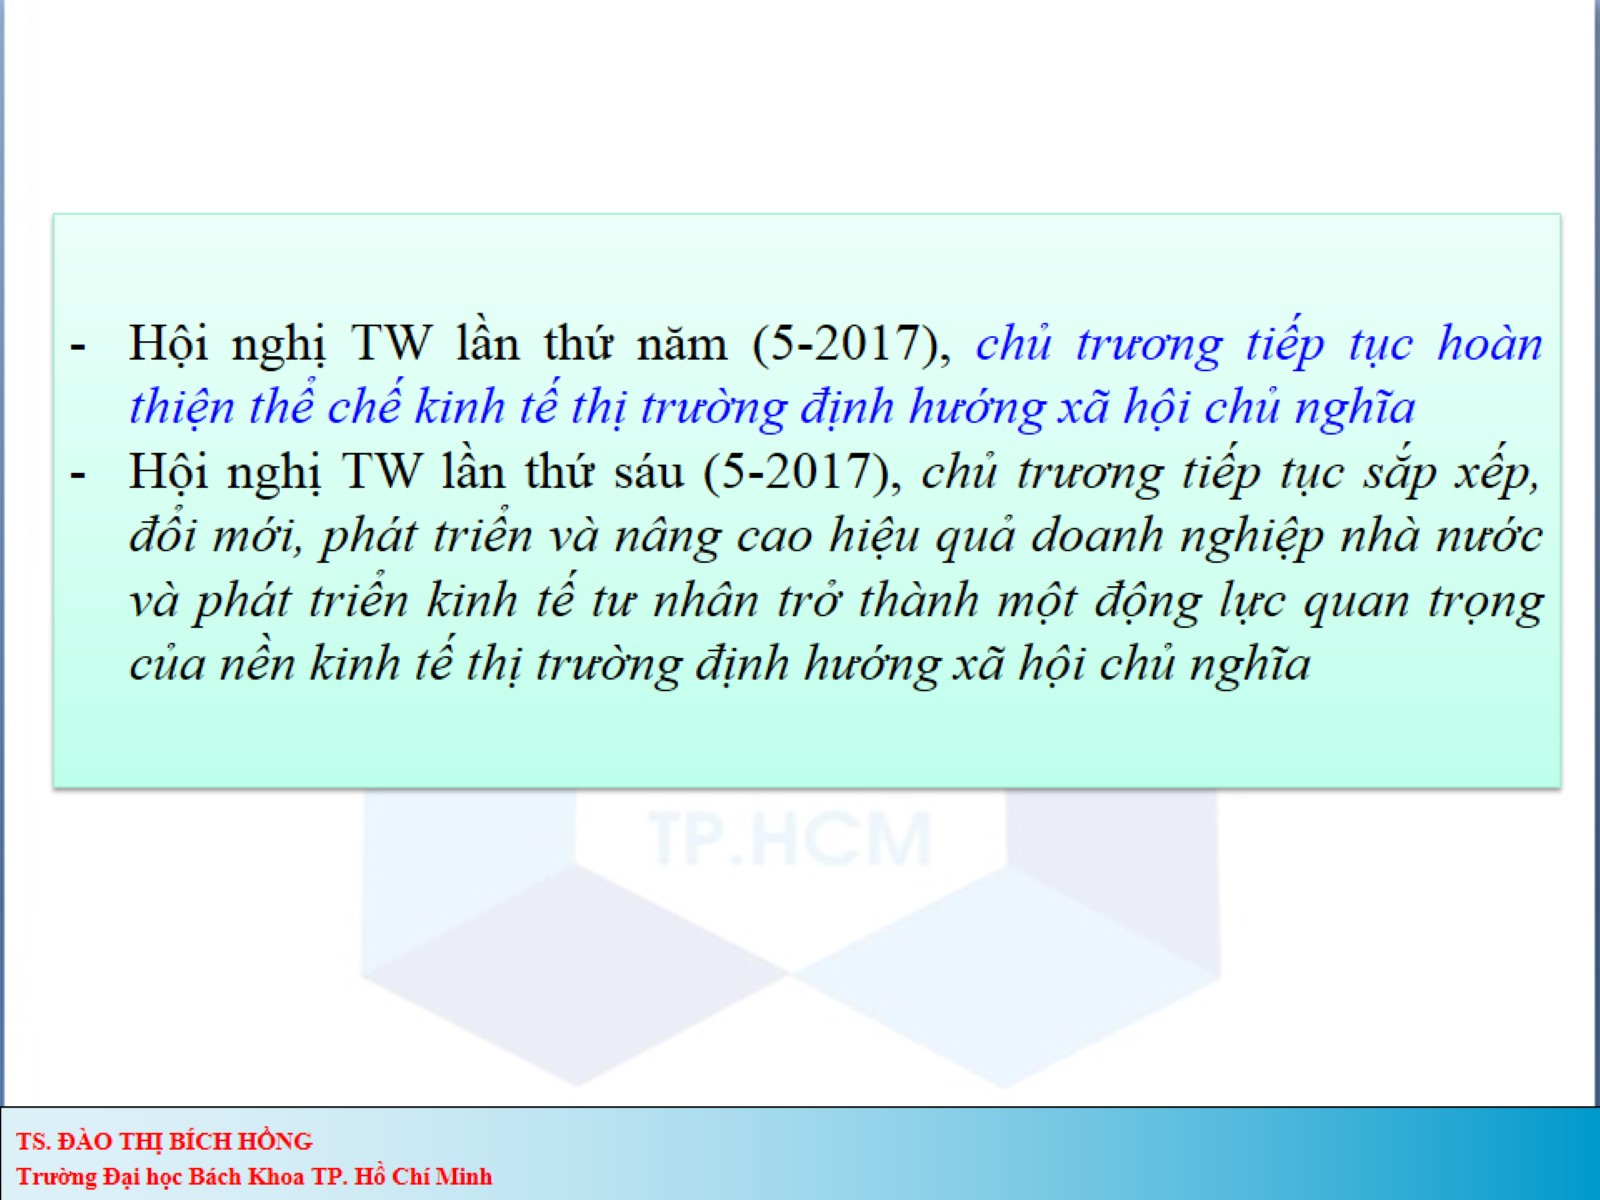 - Hội nghị TW lần thứ năm (5-2017), chủ trương tiếp tục hoàn
thiện thể chế kinh tế thị trường định hướng xã hội chủ nghĩa
- Hội nghị TW lần thứ sáu (5-2017), chủ trương tiếp tục sắp xếp,
đổi mới, phát triển và nâng cao hiệu quả doanh nghiệp nhà nước
và phát triển kinh tế tư nhân trở thành một động lực quan trọng
của nền kinh tế thị trường định hướng xã hội chủ nghĩa
TP.HCM
TS. ĐÀO THỊ BÍCH HỒNG
Trường Đại học Bách Khoa TP. Hồ Chí Minh